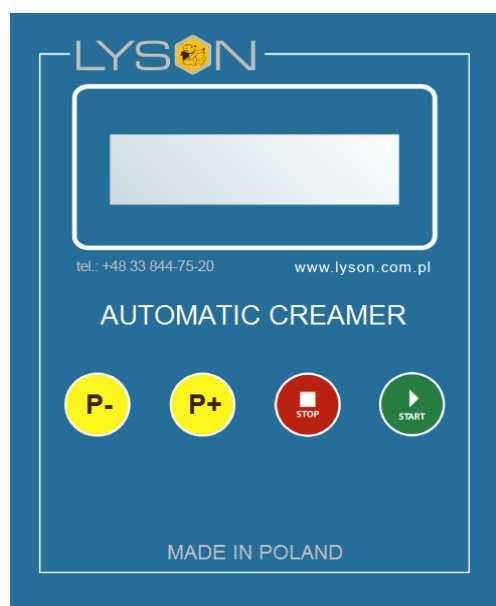 LYSON
tel.: +48 33 844-75-20 www.lyson.com.pl
AUTOMATIC CREAMER
P- P+ STOP START
MADE IN POLAND